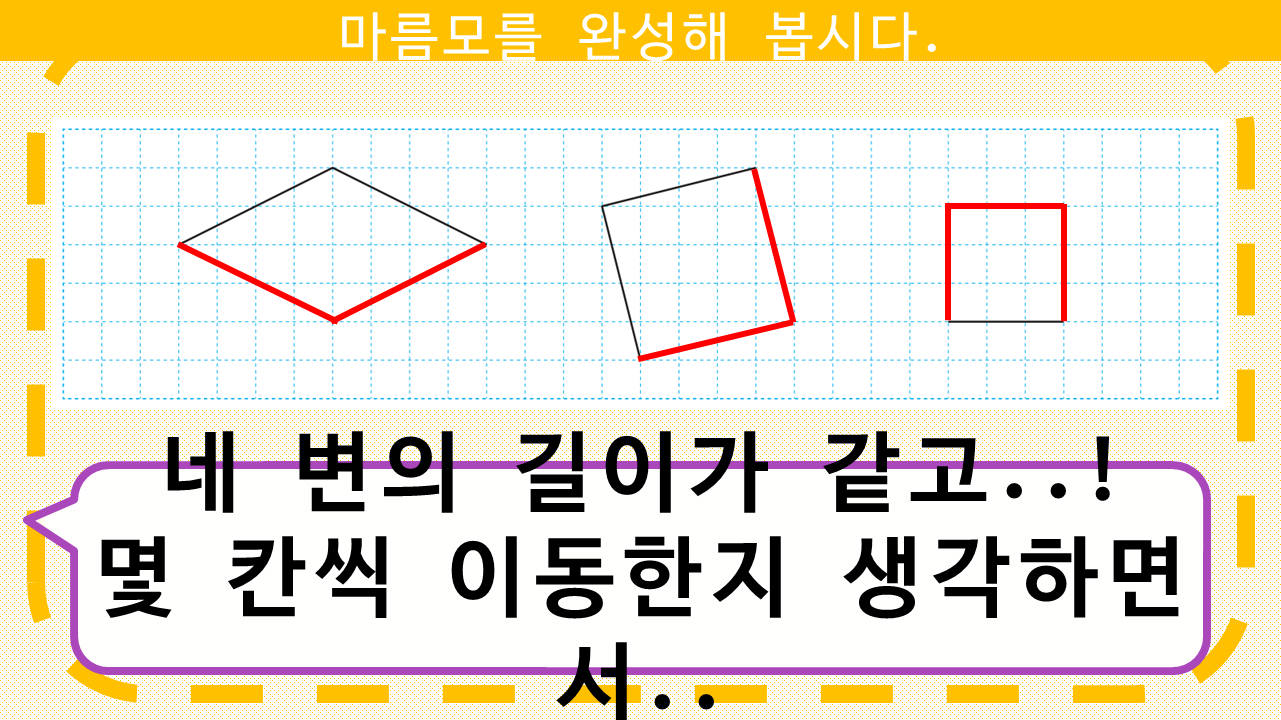 마름모를 완성해 봅시다.
네 변의 길이가 같고..!
몇 칸씩 이동한지 생각하면
서..